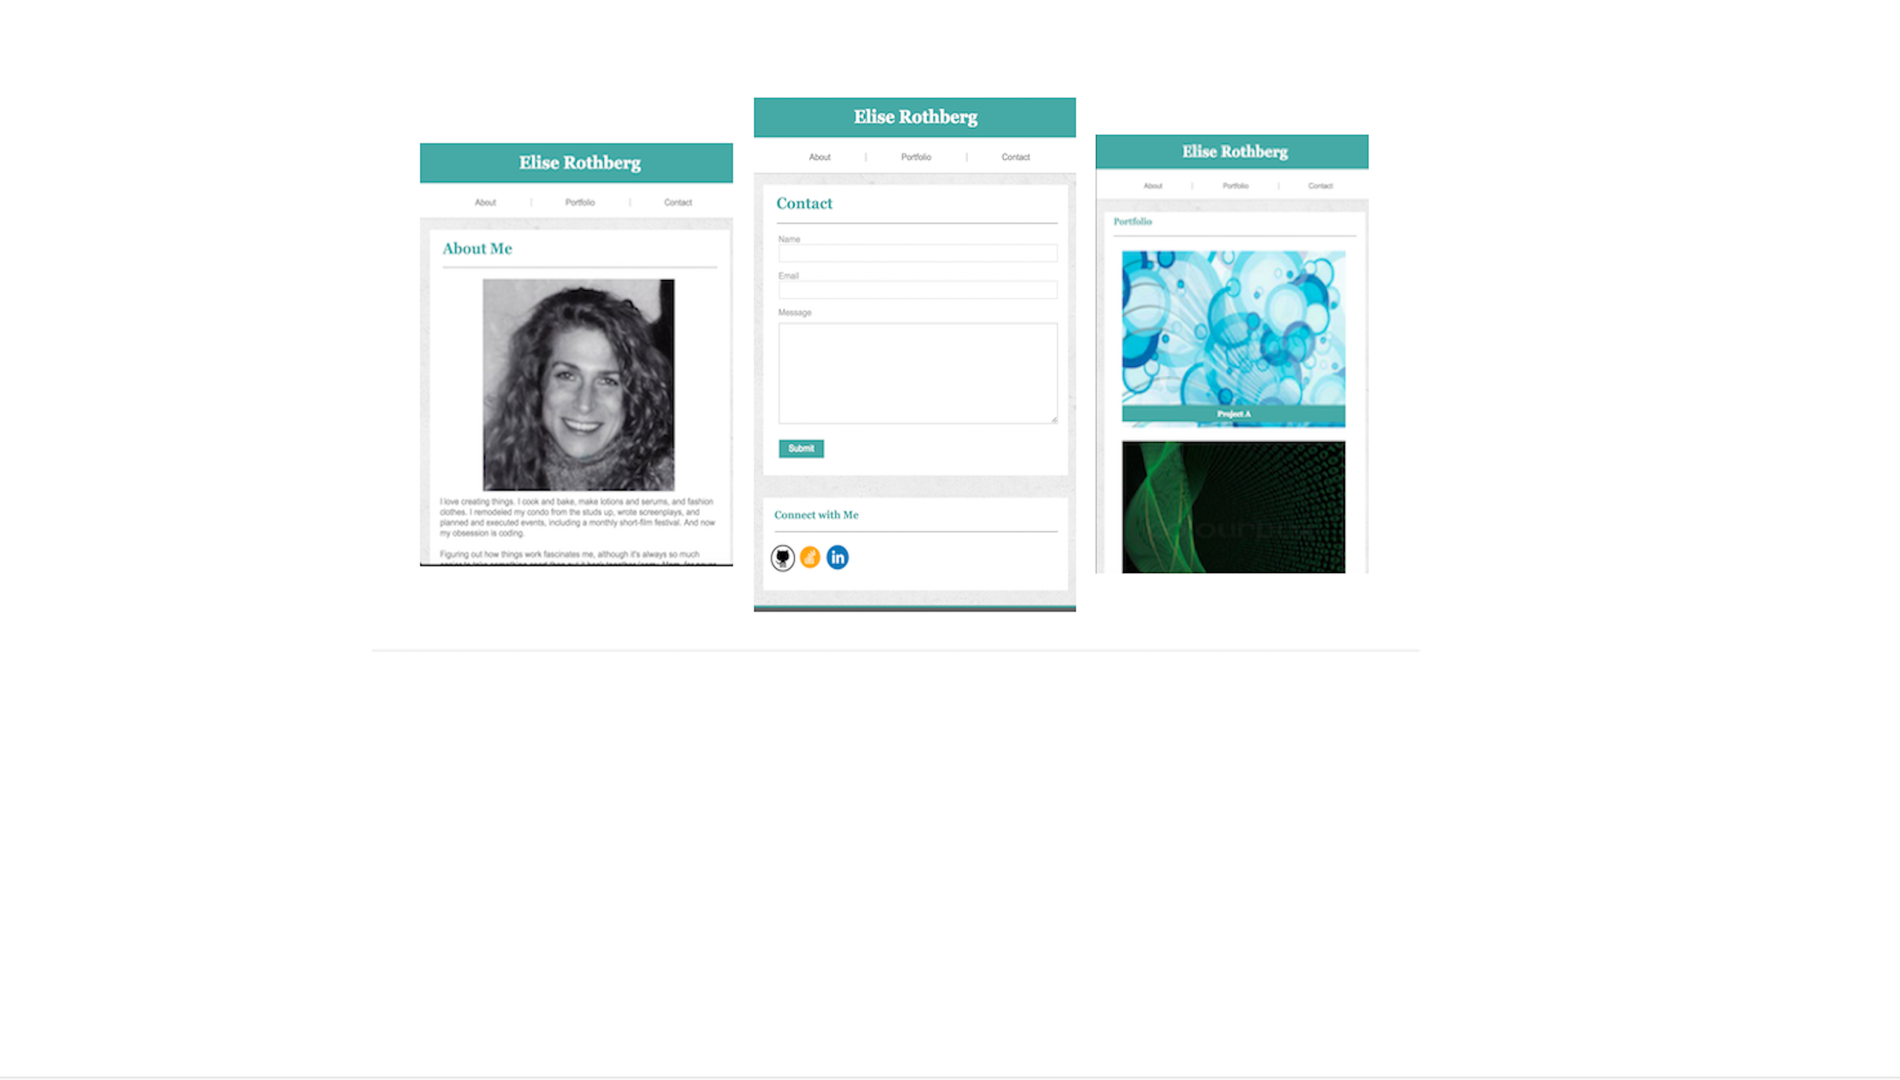 Elise Rothberg
About | Portfolio | Contact
About Me
I love creating things. I cook and bake, make lotions and serums, and fashion
clothes. I remodeled my condo from the studs up, wrote screenplays, and
planned and executed events, including a monthly short-film festival. And now
my obsession is coding.
Figuring out how things work fascinates me, although it's always so much
Elise Rothberg
About | Portfolio | Contact
Contact
Name
Email
Message
Submit
Connect with Me
in
Elise Rothberg
About | Portfolio | Contact
Portfolio
Project A